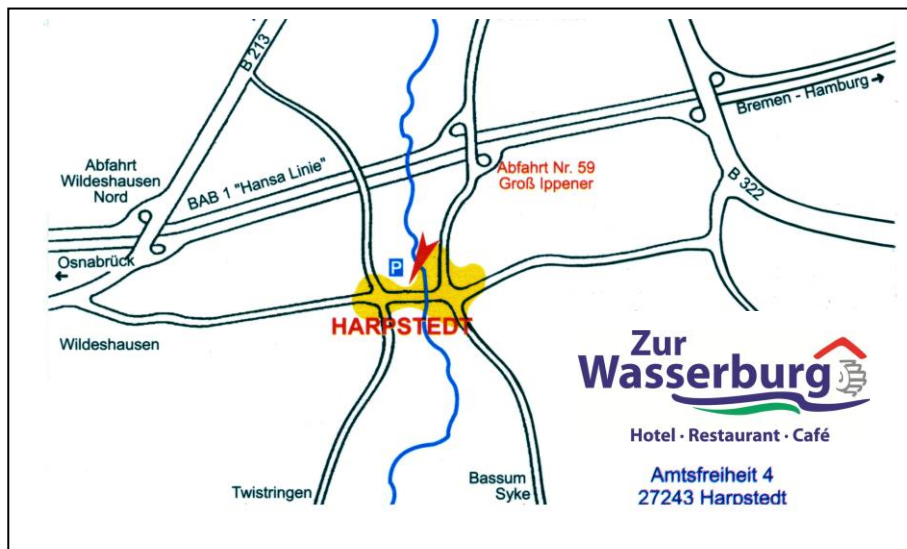 B 213
Bremen - Hamburg
Abfahrt
Wildeshausen
Nord
BAB 1 "Hansa Linie"
Abfahrt Nr. 59
Groß Ippener
B 322
Osnabrück
P
HARPSTEDT
Wildeshausen
Zur
Wasserburg
Hotel · Restaurant · Café
Twistringen
Bassum
Syke
Amtsfreiheit 4
27243 Harpstedt